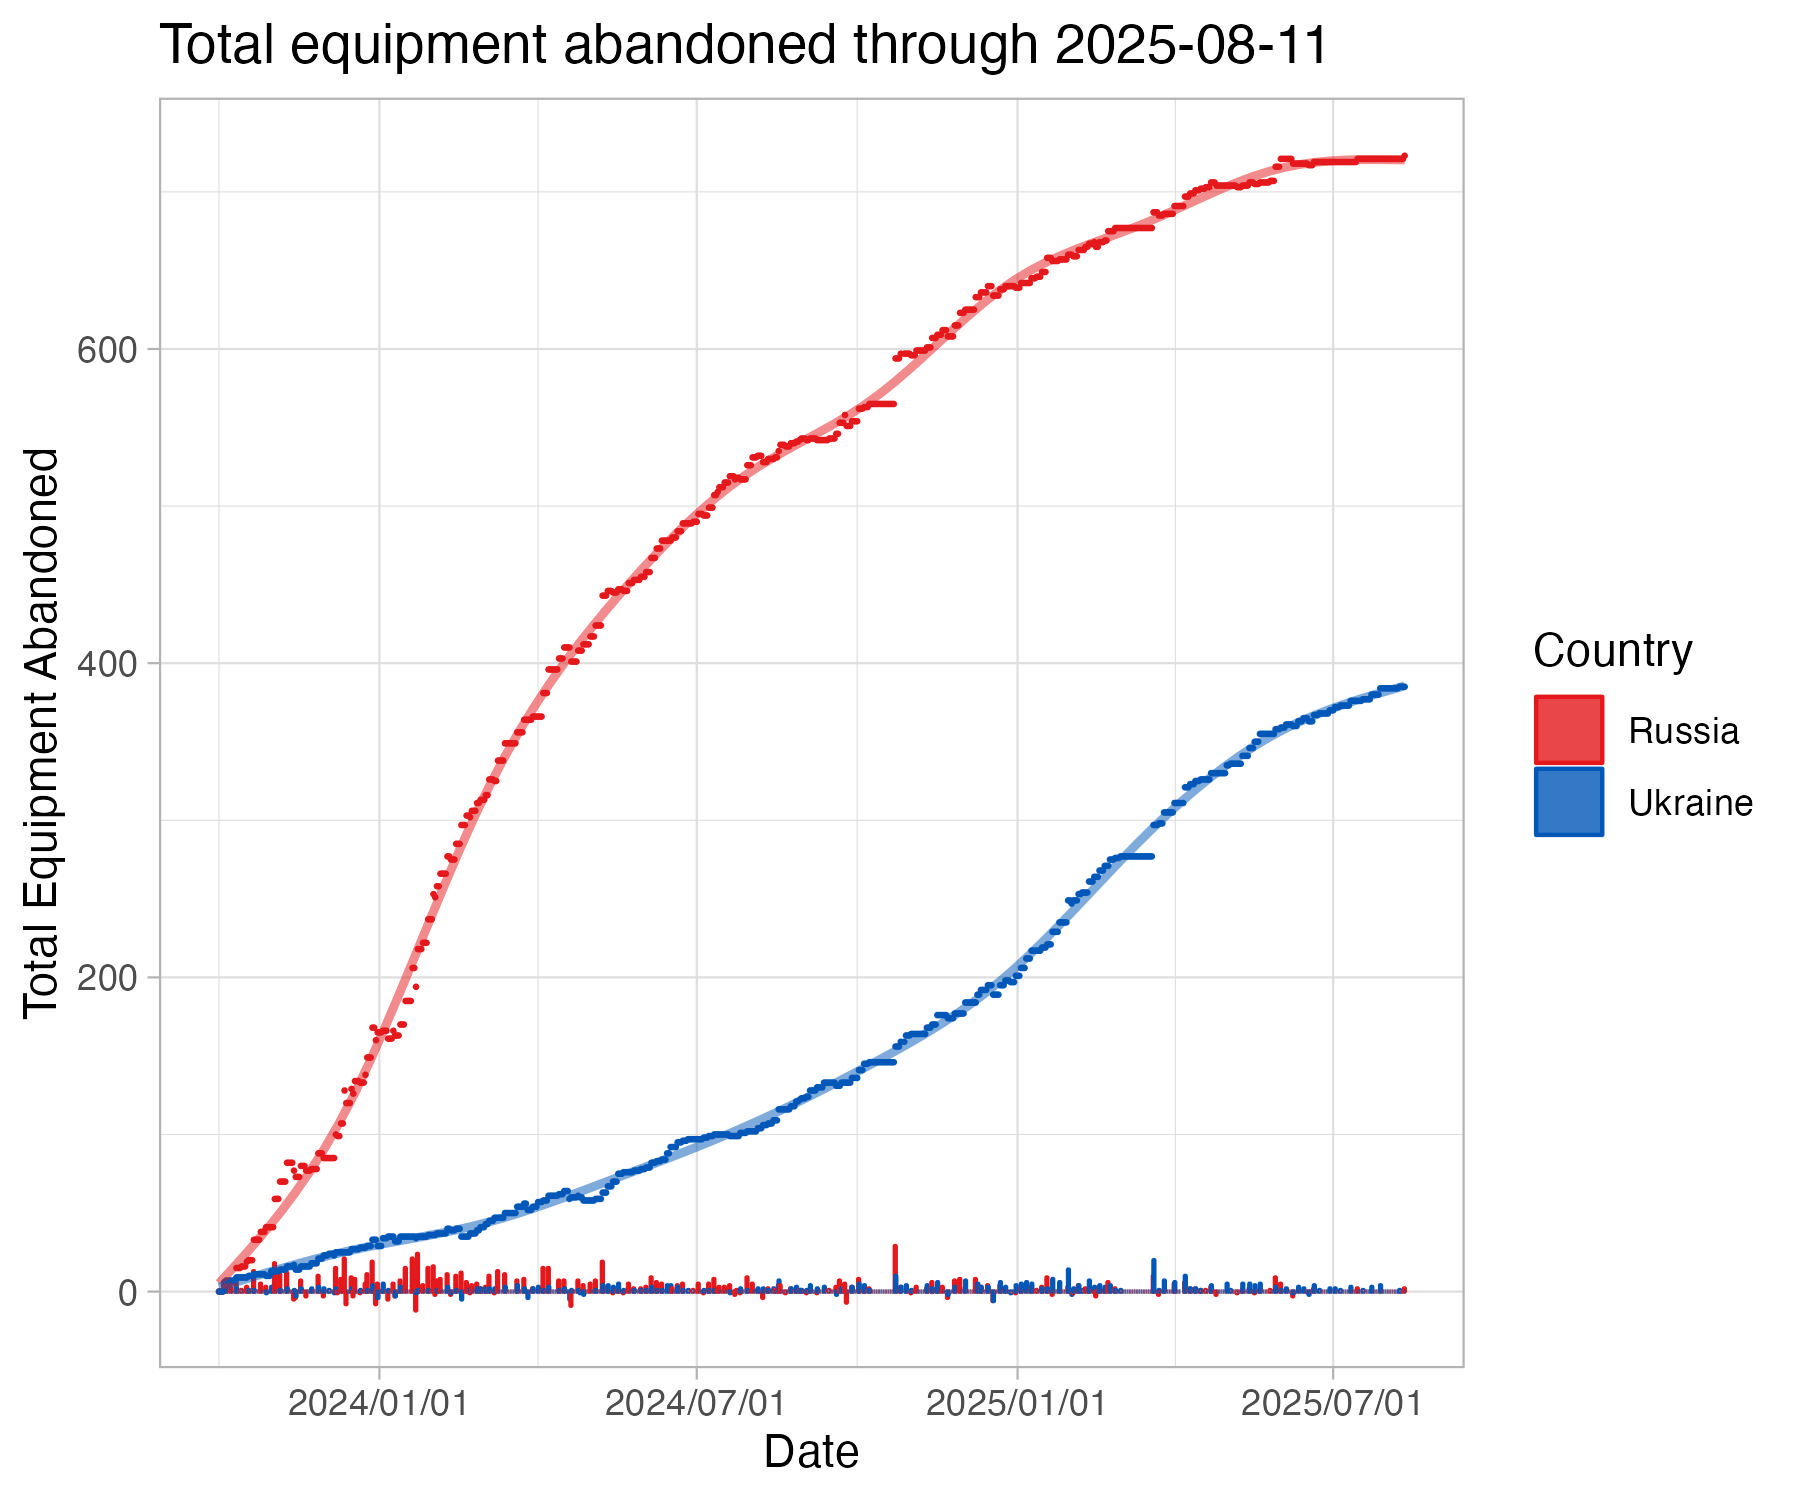 Total equipment abandoned through 2025-08-11
Total Equipment Abandoned
600
400
200
0
2024/01/01
2024/07/01
2025/01/01
2025/07/01
Date
Country
Russia
Ukraine